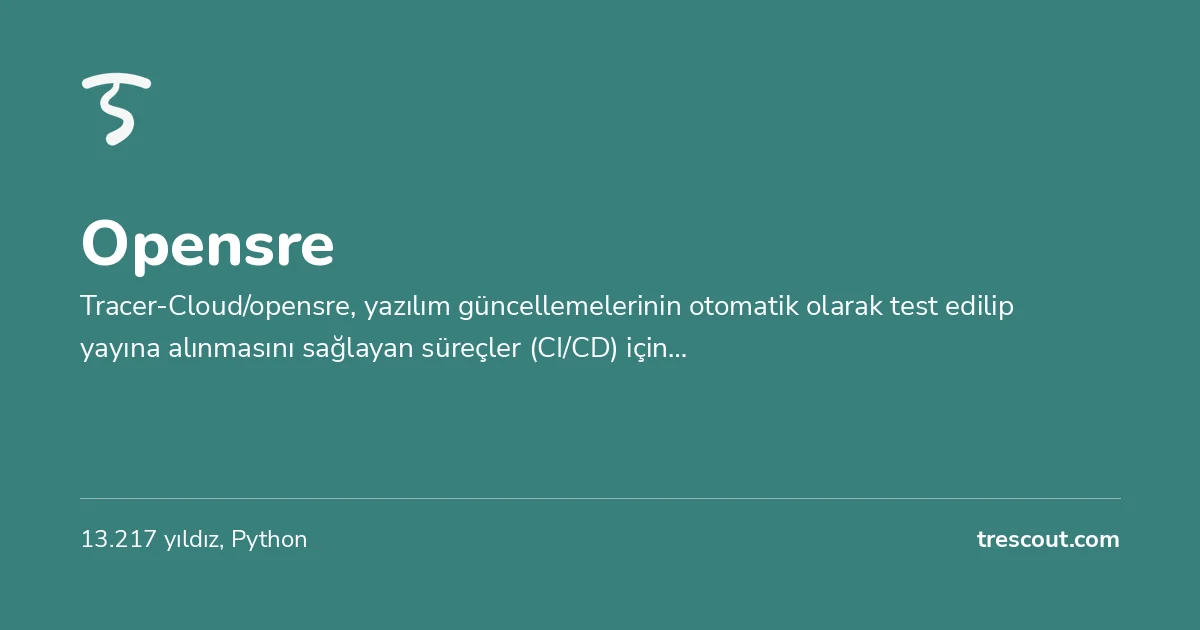 Opensre
Tracer-Cloud/opensre, yazılım güncellemelerinin otomatik olarak test edilip
yayına alınmasını sağlayan süreçler (CI/CD) için...
13.217 yıldız, Python
trescout.com